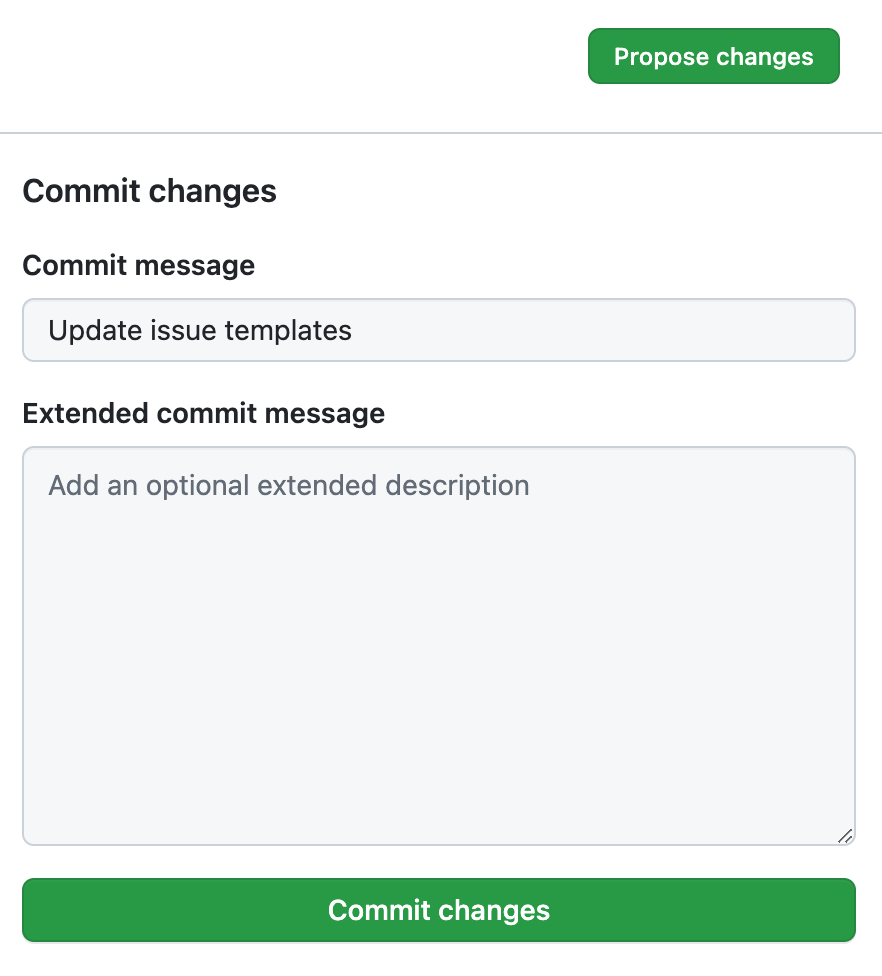 Propose changes
Commit changes
Commit message
Update issue templates
Extended commit message
Add an optional extended description
Commit changes